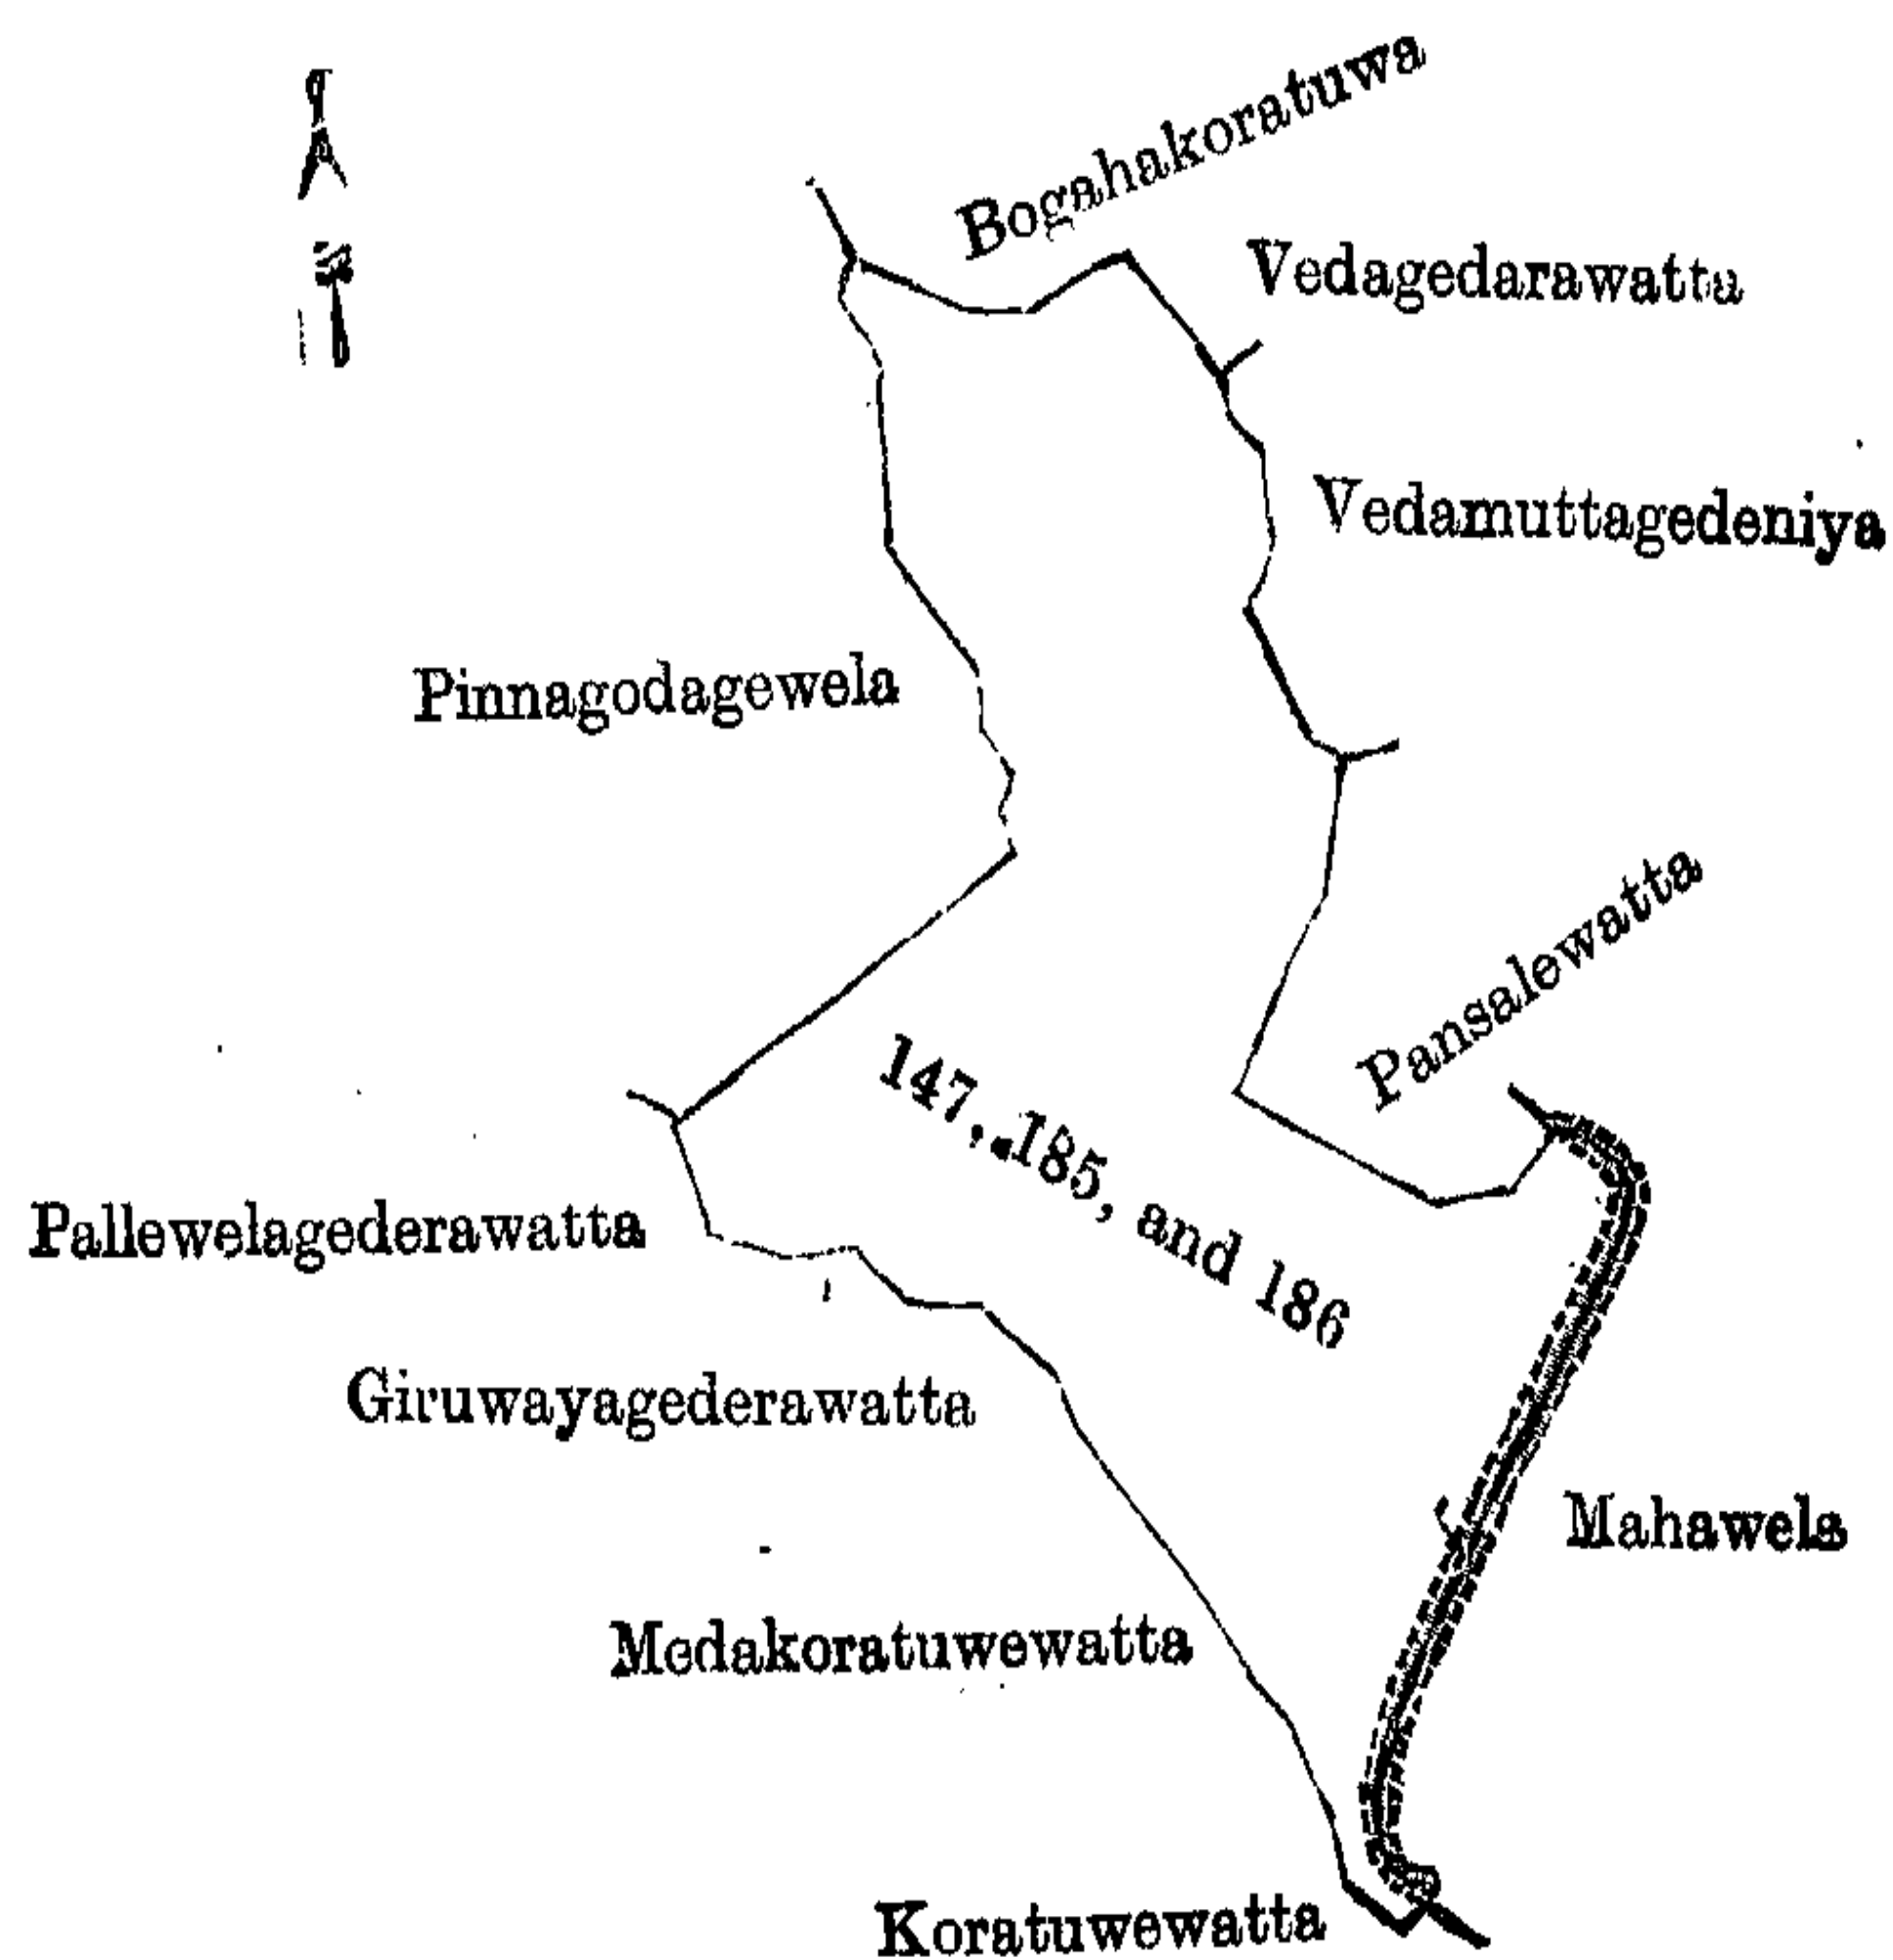 Bogahakoratuwa
Vedagedarawatta
Vedamuttagedeniya
Pinnagodagewela
Pansalewatta
147, 185, and 186
Pallewelagederawatta
Giruwayagederawatta
Mahawela
Medakoratuwewatta
Koratuwewatta